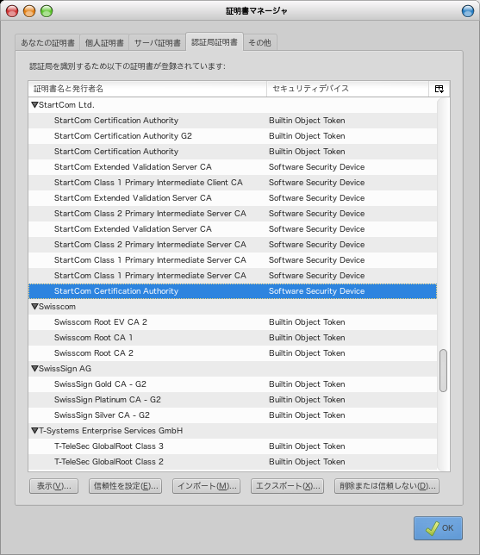 証明書マネージャ
あなたの証明書 個人証明書 サーバ証明書 認証局証明書 その他
認証局を識別するため以下の証明書が登録されています:
証明書名と発行者名 セキュリティデバイス
StartCom Ltd.
StartCom Certification Authority Builtin Object Token
StartCom Certification Authority G2 Builtin Object Token
StartCom Certification Authority Builtin Object Token
StartCom Extended Validation Server CA Software Security Device
StartCom Class 1 Primary Intermediate Client CA Software Security Device
StartCom Extended Validation Server CA Software Security Device
StartCom Class 2 Primary Intermediate Server CA Software Security Device
StartCom Extended Validation Server CA Software Security Device
StartCom Class 2 Primary Intermediate Server CA Software Security Device
StartCom Class 1 Primary Intermediate Server CA Software Security Device
StartCom Class 1 Primary Intermediate Server CA Software Security Device
StartCom Certification Authority Software Security Device
Swisscom
Swisscom Root EV CA 2 Builtin Object Token
Swisscom Root CA 1 Builtin Object Token
Swisscom Root CA 2 Builtin Object Token
SwissSign AG
SwissSign Gold CA - G2 Builtin Object Token
SwissSign Platinum CA - G2 Builtin Object Token
SwissSign Silver CA - G2 Builtin Object Token
T-Systems Enterprise Services GmbH
T-TeleSec GlobalRoot Class 3 Builtin Object Token
T-TeleSec GlobalRoot Class 2 Builtin Object Token
表示(V)... 信頼性を設定(E)... インポート(M)... エクスポート(X)... 削除または信頼しない(D)...
OK